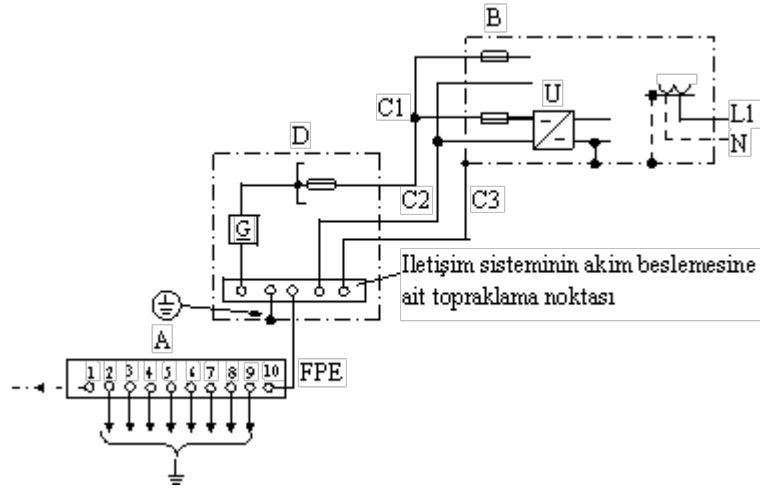 B
U
C1
L1
N
D
C2
C3
G
Iletişim sisteminin akim beslemesine
ait topraklama noktası
A
1 2 3 4 5 6 7 8 9 10
FPE